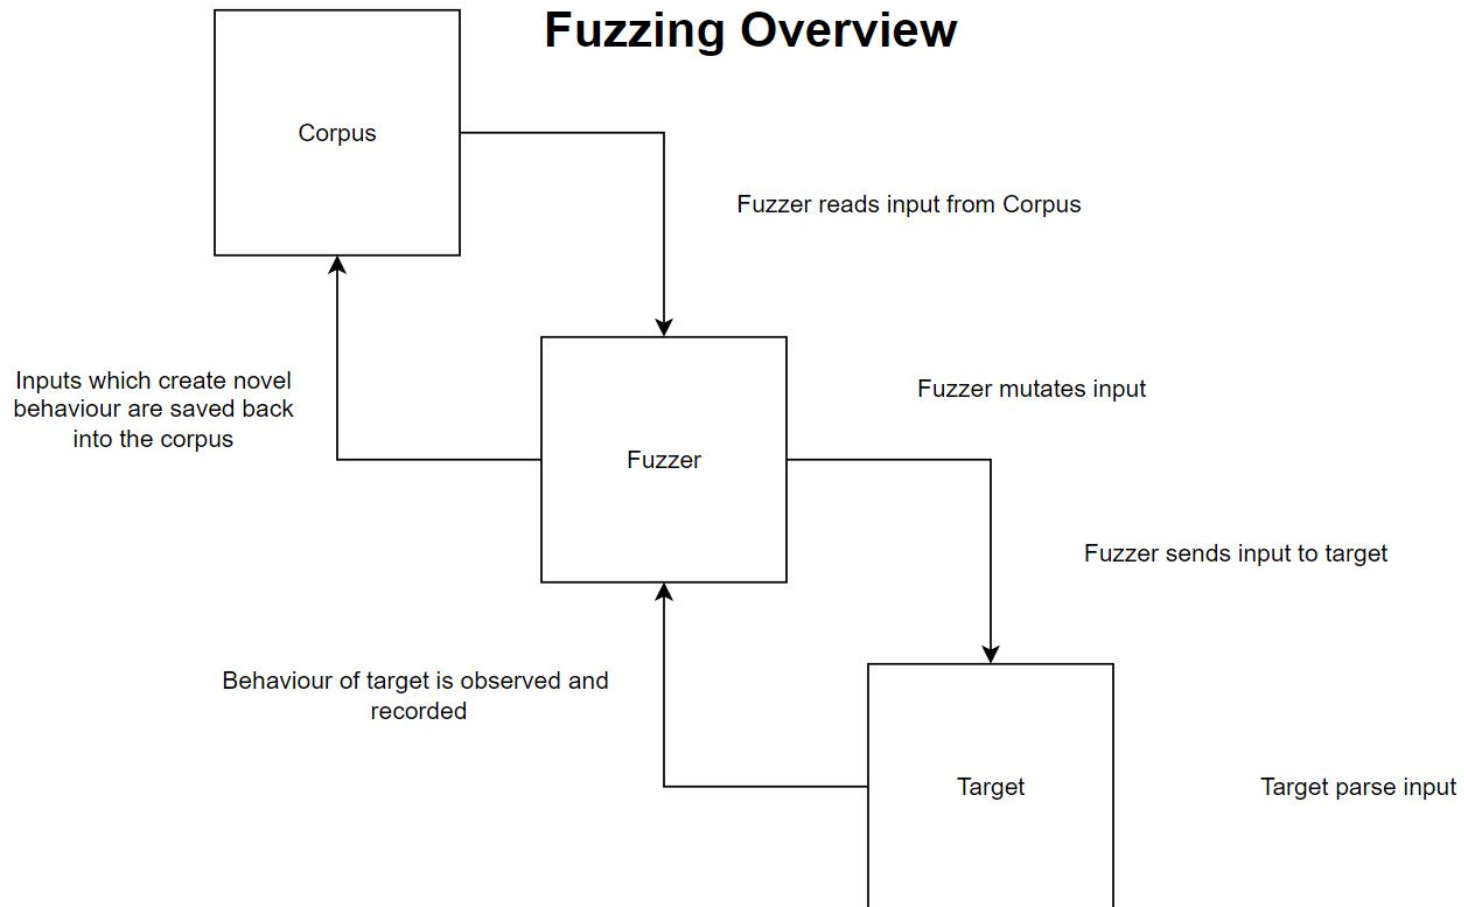 Fuzzing Overview
Corpus
Fuzzer reads input from Corpus
Inputs which create novel
behaviour are saved back
into the corpus
Fuzzer mutates input
Fuzzer
Fuzzer sends input to target
Behaviour of target is observed and
recorded
Target
Target parse input